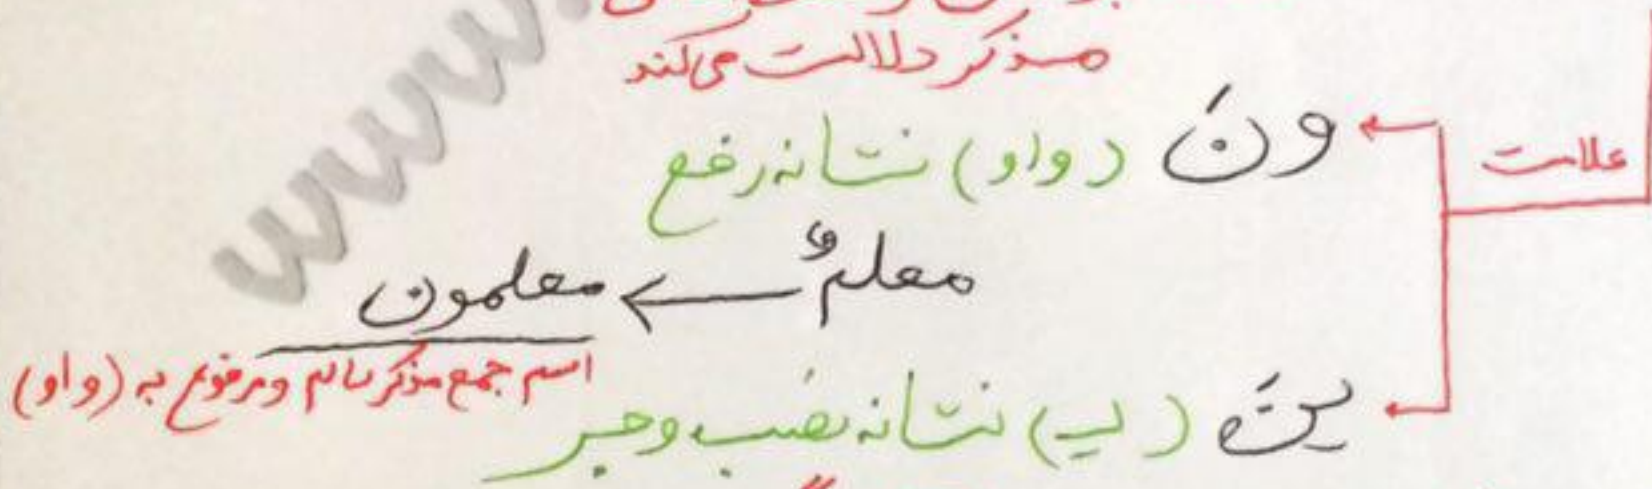 مذکر دلالت می‌کند
علامت
ونَ (واو) نشانه رفع
معلمٌ ← معلمون
اسم جمع مذکر سالم و مرفوع به (واو)
ینَ (یـ) نشانه نصب و جر
www.